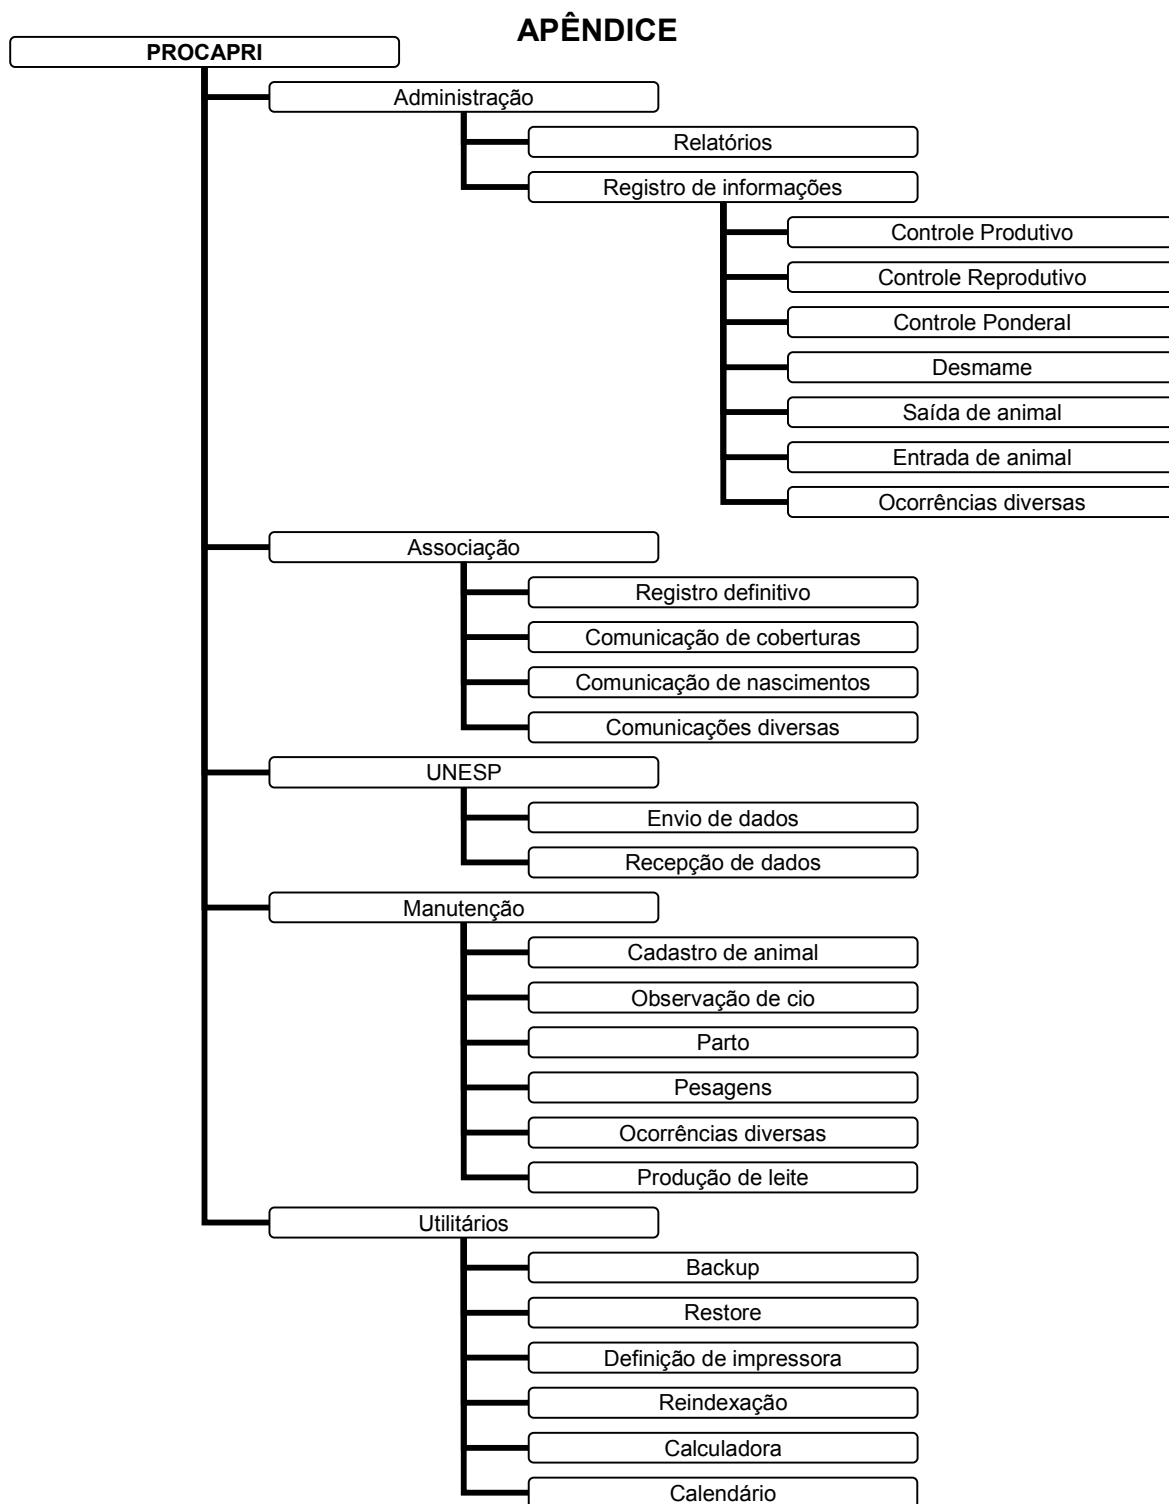 APÊNDICE
PROCAPRI
Administração
Relatórios
Registro de informações
Controle Produtivo
Controle Reprodutivo
Controle Ponderal
Desmame
Saída de animal
Entrada de animal
Ocorrências diversas
Associação
Registro definitivo
Comunicação de coberturas
Comunicação de nascimentos
Comunicações diversas
UNESP
Envio de dados
Recepção de dados
Manutenção
Cadastro de animal
Observação de cio
Parto
Pesagens
Ocorrências diversas
Produção de leite
Utilitários
Backup
Restore
Definição de impressora
Reindexação
Calculadora
Calendário